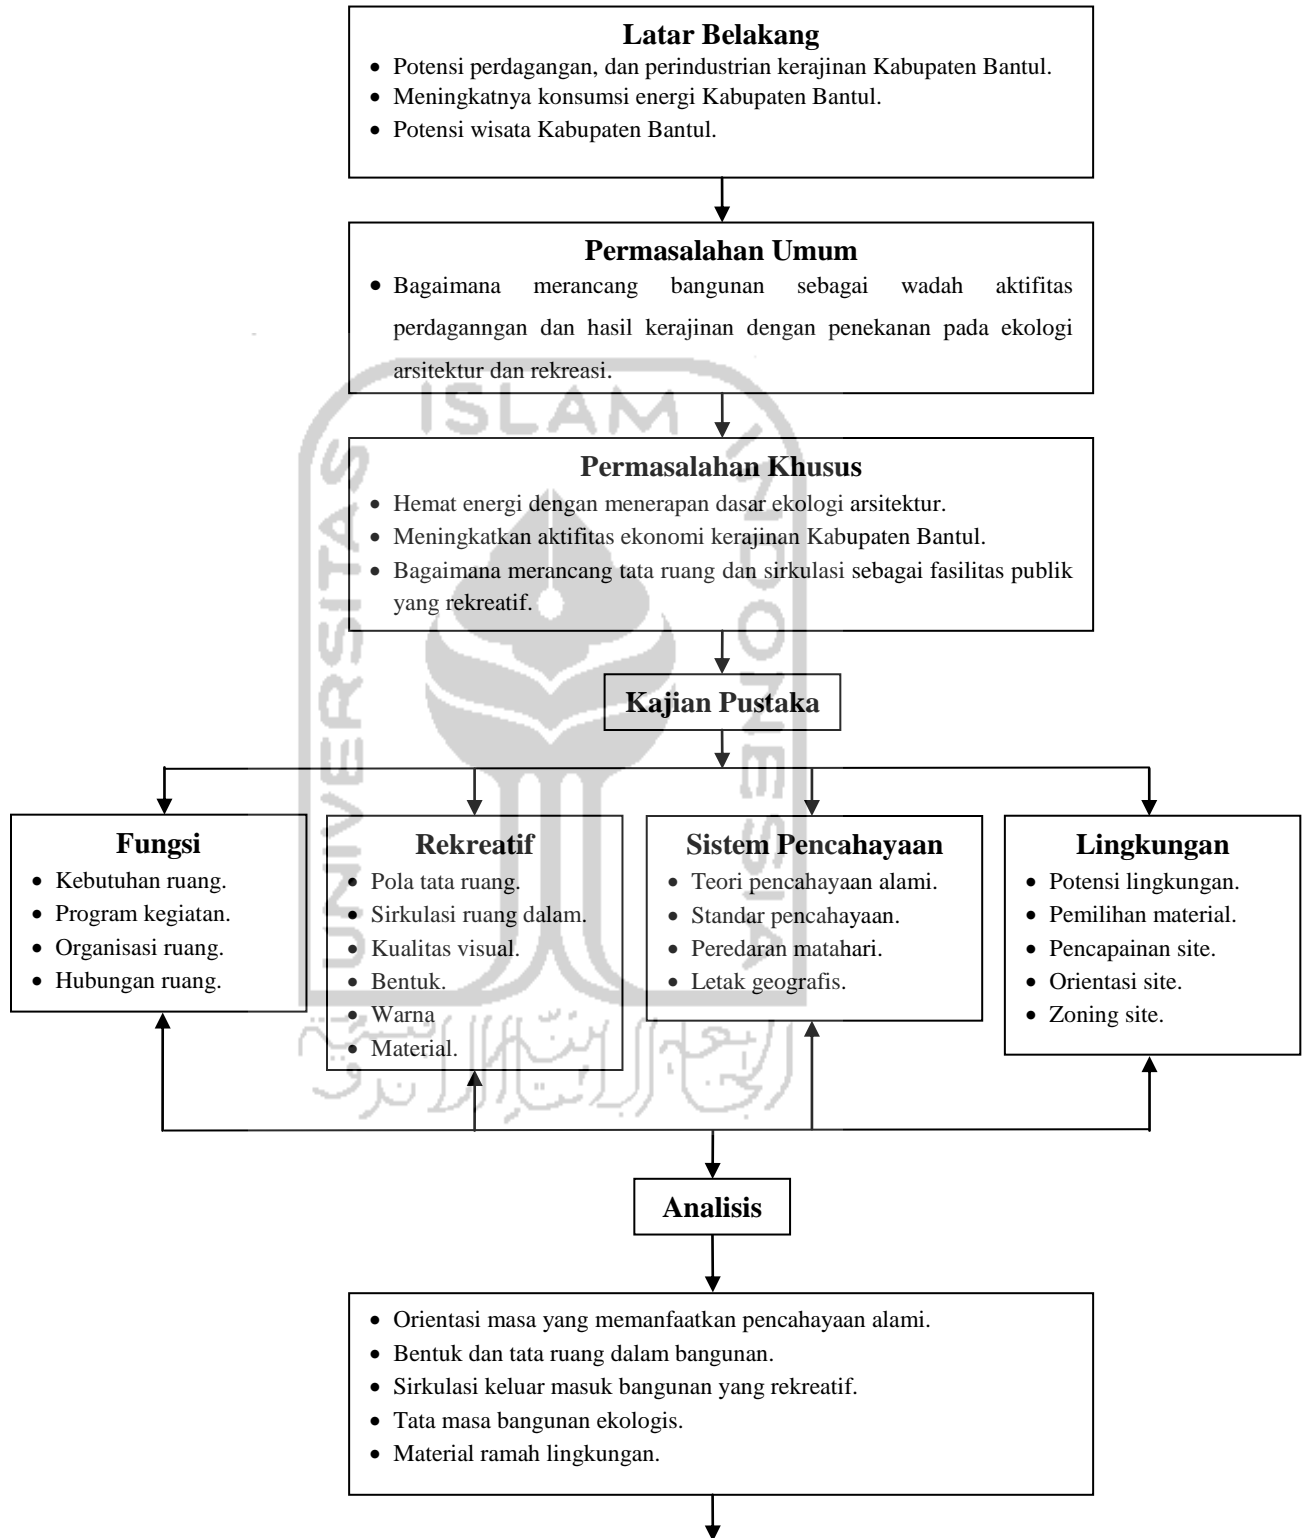 Latar Belakang
• Potensi perdagangan, dan perindustrian kerajinan Kabupaten Bantul.
• Meningkatnya konsumsi energi Kabupaten Bantul.
• Potensi wisata Kabupaten Bantul.
Permasalahan Umum
• Bagaimana merancang bangunan sebagai wadah aktifitas
perdaganngan dan hasil kerajinan dengan penekanan pada ekologi
arsitektur dan rekreasi.
Permasalahan Khusus
• Hemat energi dengan menerapan dasar ekologi arsitektur.
• Meningkatkan aktifitas ekonomi kerajinan Kabupaten Bantul.
• Bagaimana merancang tata ruang dan sirkulasi sebagai fasilitas publik
yang rekreatif.
Kajian Pustaka
Fungsi
• Kebutuhan ruang.
• Program kegiatan.
• Organisasi ruang.
• Hubungan ruang.
Rekreatif
• Pola tata ruang.
• Sirkulasi ruang dalam.
• Kualitas visual.
• Bentuk.
• Warna
• Material.
Sistem Pencahayaan
• Teori pencahayaan alami.
• Standar pencahayaan.
• Peredaran matahari.
• Letak geografis.
Lingkungan
• Potensi lingkungan.
• Pemilihan material.
• Pencapainan site.
• Orientasi site.
• Zoning site.
Analisis
• Orientasi masa yang memanfaatkan pencahayaan alami.
• Bentuk dan tata ruang dalam bangunan.
• Sirkulasi keluar masuk bangunan yang rekreatif.
• Tata masa bangunan ekologis.
• Material ramah lingkungan.
UNIVERSITAS
ISLAM
INDONESIA